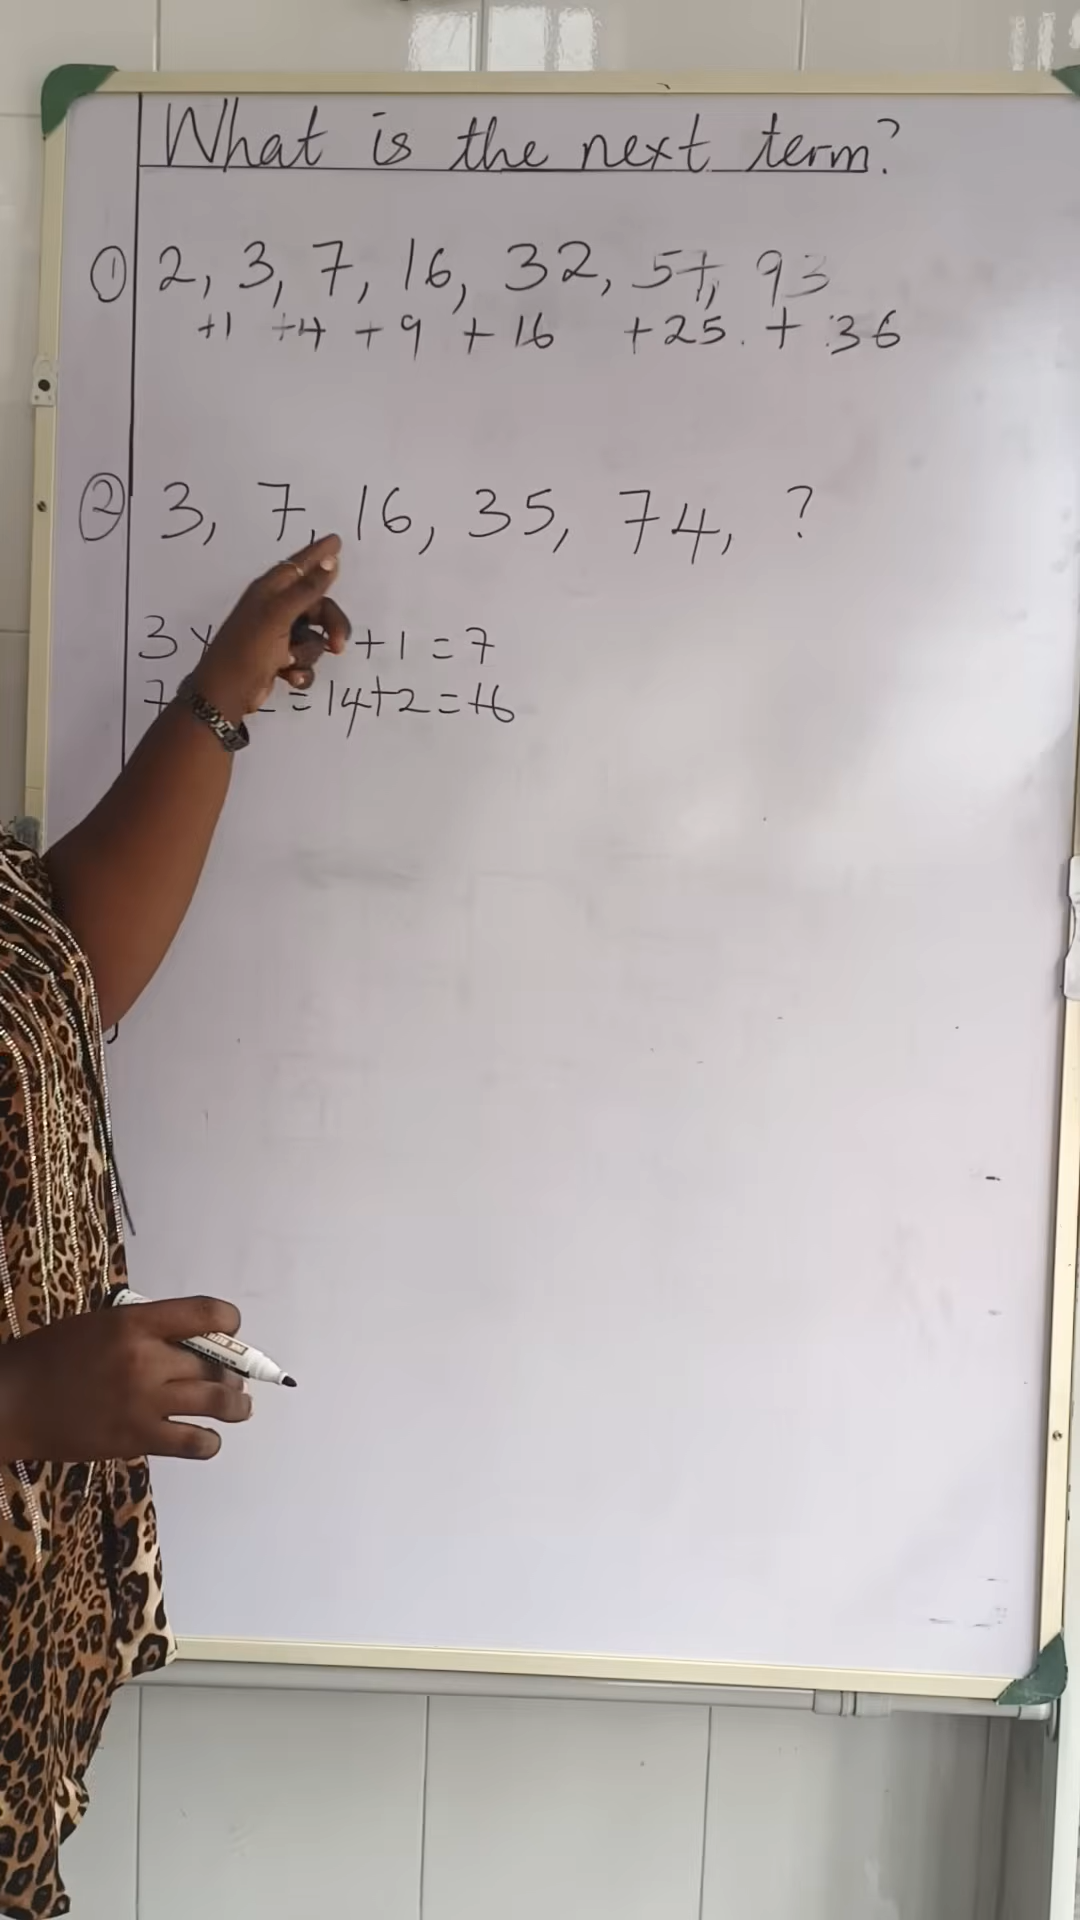 What is the next term?
① 2, 3, 7, 16, 32, 57, 93
+1 +4 +9 +16 +25 + 36
② 3, 7, 16, 35, 74, ?
3 × +1 = 7
7 = 14+2 = 16